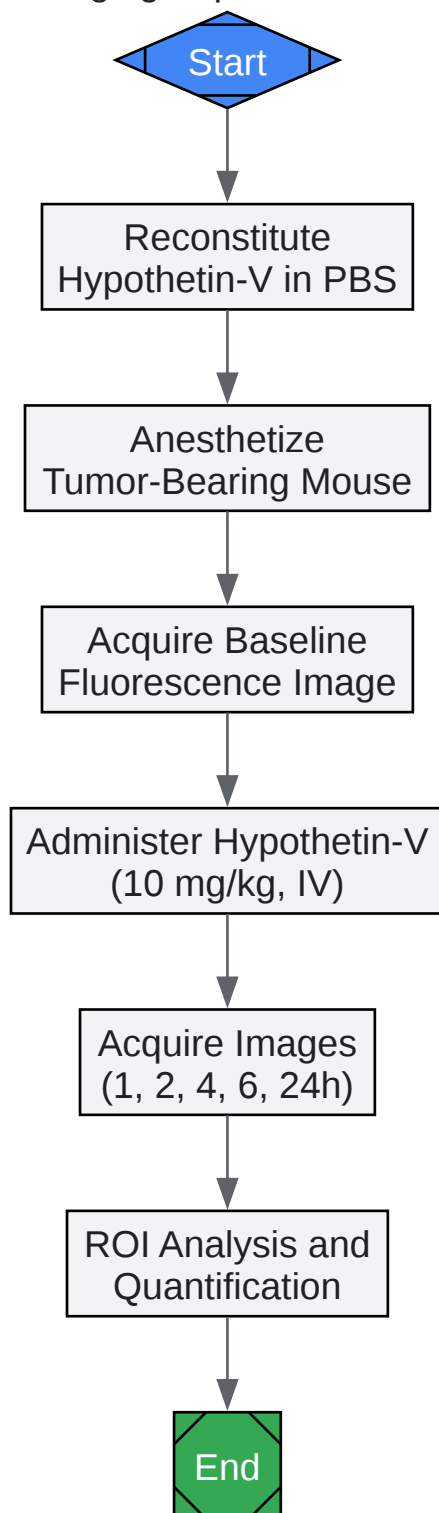 Start
Reconstitute
Hypothetin-V in PBS
Anesthetize
Tumor-Bearing Mouse
Acquire Baseline
Fluorescence Image
Administer Hypothetin-V
(10 mg/kg, IV)
Acquire Images
(1, 2, 4, 6, 24h)
ROI Analysis and
Quantification
End